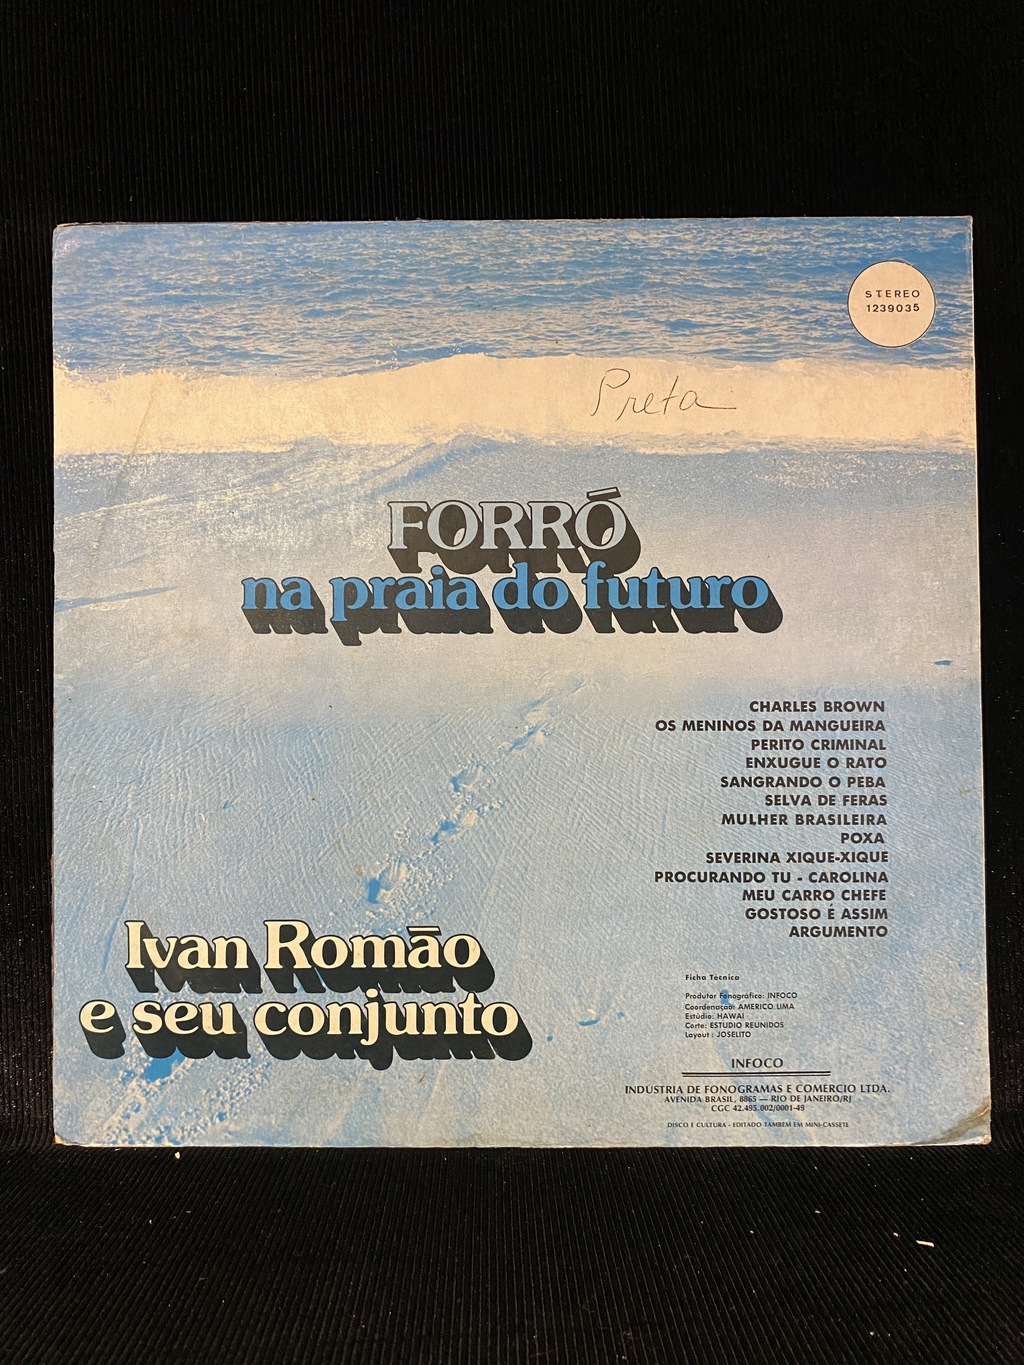 STEREO
1239035
Preta
FORRÓ
na praia do futuro
CHARLES BROWN
OS MENINOS DA MANGUEIRA
PERITO CRIMINAL
ENXUGUE O RATO
SANGRANDO O PEBA
SELVA DE FERAS
MULHER BRASILEIRA
POXA
SEVERINA XIQUE-XIQUE
PROCURANDO TU - CAROLINA
MEU CARRO CHEFE
GOSTOSO É ASSIM
ARGUMENTO
Ivan Romão
e seu conjunto
Ficha Técnica
Produtor Fonográfico: INFOCO
Coordenação: AMERICO LIMA
Estúdio: HAWAI
Corte: ESTUDIO REUNIDOS
Layout: JOSELITO
INFOCO
INDÚSTRIA DE FONOGRAMAS E COMERCIO LTDA.
AVENIDA BRASIL, 8865 — RIO DE JANEIRO/RJ
CGC 42.495.002/0001-49
DISCO É CULTURA - EDITADO TAMBEM EM MINI-CASSETE